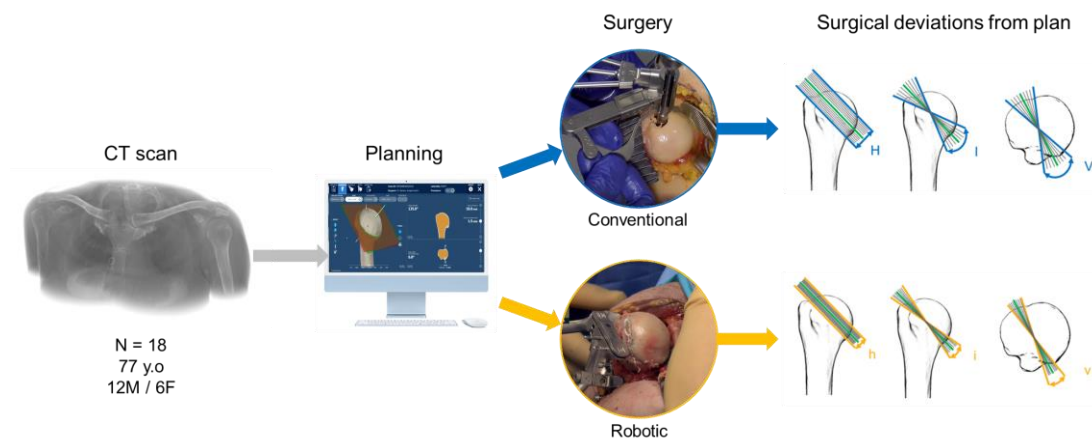 Surgery
Surgical deviations from plan
CT scan
Planning
H
I
V
Conventional
N = 18
77 y.o
12M / 6F
h
i
v
Robotic